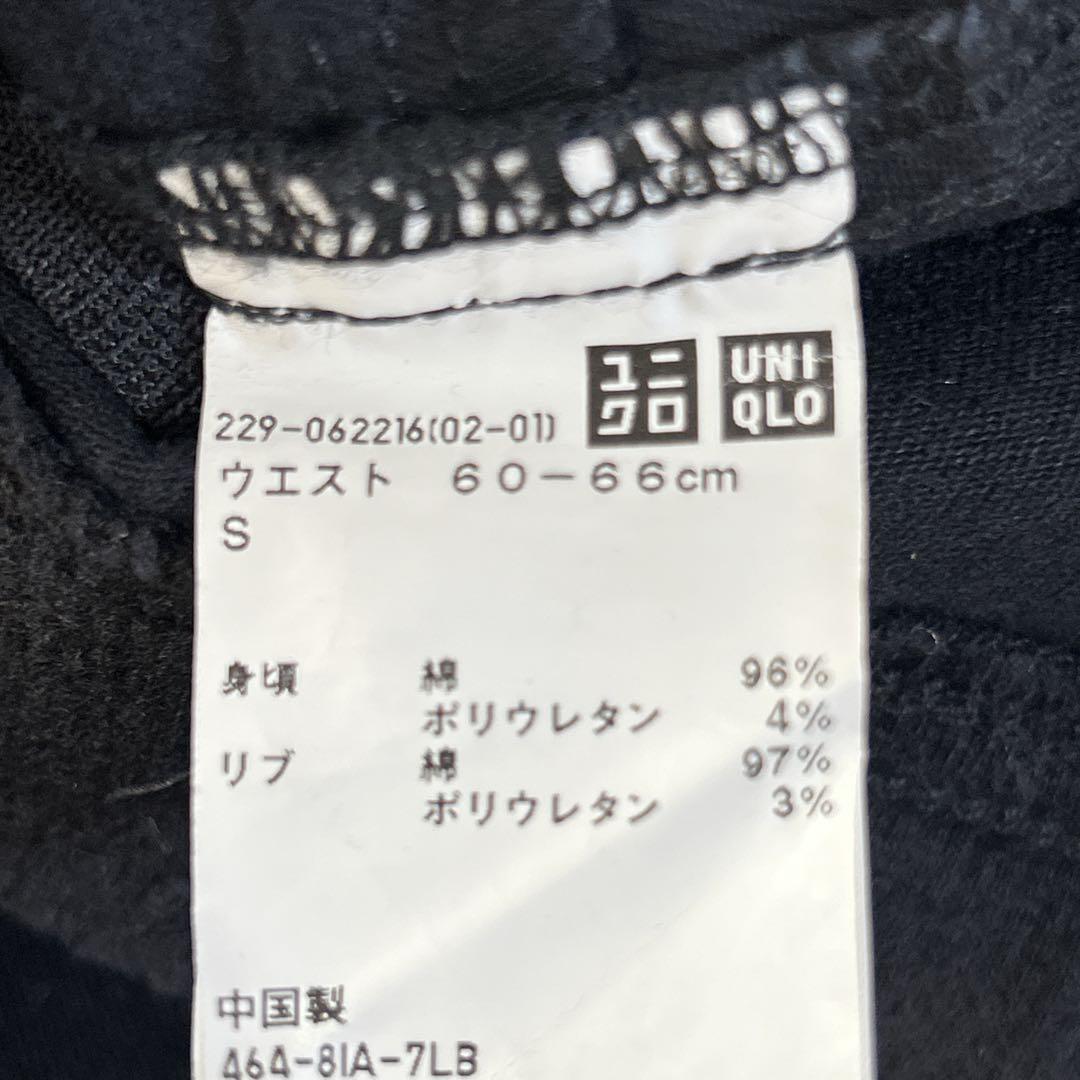 ユニ
クロ
UNI
QLO
229-062216(02-01)
ウエスト 60-66cm
S
身頃 綿 96%
ポリウレタン 4%
リブ 綿 97%
ポリウレタン 3%
中国製
464-81A-7LB